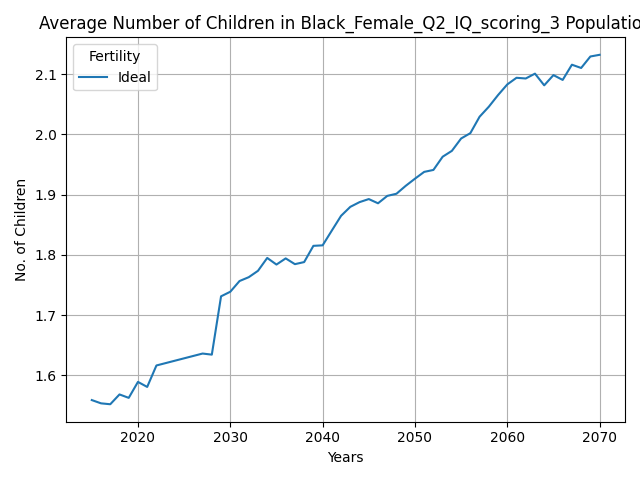 Average Number of Children in Black_Female_Q2_IQ_scoring_3 Populatio
Fertility
Ideal
2.1
2.0
1.9
1.8
1.7
1.6
No. of Children
2020 2030 2040 2050 2060 2070
Years